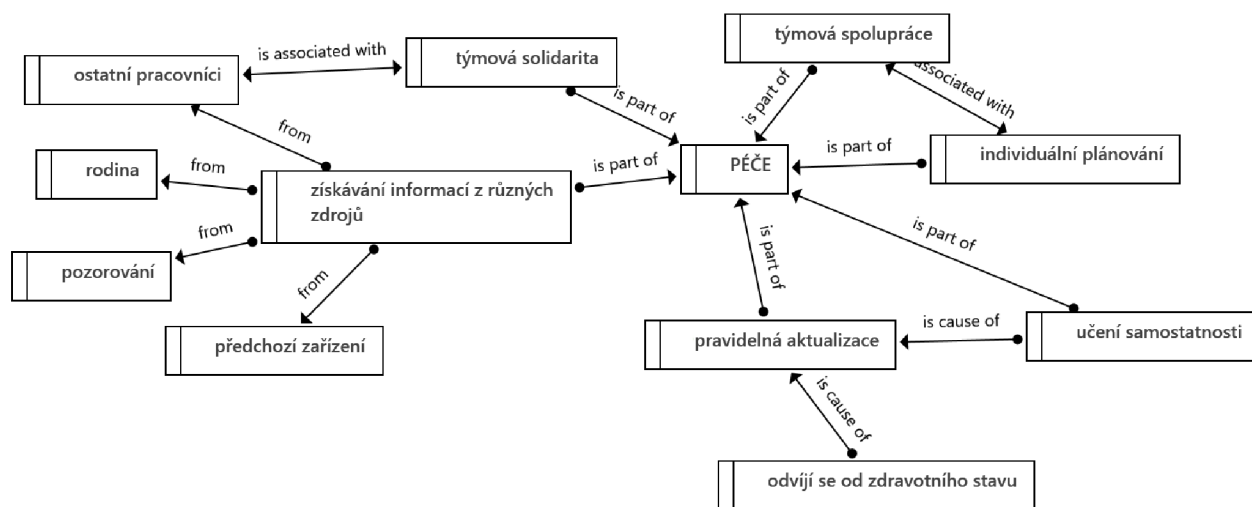 týmová spolupráce
týmová solidarita
is associated with
ostatní pracovníci
associated with
is part of
is part of
from
individuální plánování
is part of
PÉČE
is part of
rodina
from
získávání informací z různých
zdrojů
from
is part of
is part of
pozorování
from
předchozí zařízení
pravidelná aktualizace
is cause of
učení samostatnosti
is cause of
odvíjí se od zdravotního stavu